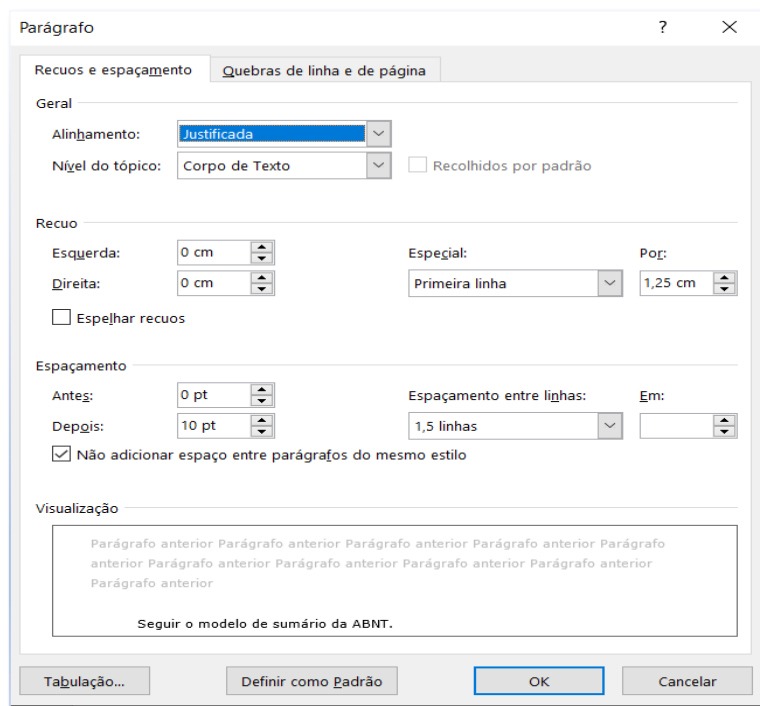 Parágrafo ?
Recuos e espaçamento Quebras de linha e de página
Geral
Alinhamento: Justificada
Nível do tópico: Corpo de Texto Recolhidos por padrão
Recuo
Esquerda: 0 cm Especial: Por:
Direita: 0 cm Primeira linha 1,25 cm
Espelhar recuos
Espaçamento
Antes: 0 pt Espaçamento entre linhas: Em:
Depois: 10 pt 1,5 linhas
Não adicionar espaço entre parágrafos do mesmo estilo
Visualização
Parágrafo anterior Parágrafo anterior Parágrafo anterior Parágrafo anterior Parágrafo
anterior Parágrafo anterior Parágrafo anterior Parágrafo anterior Parágrafo anterior
Parágrafo anterior
Seguir o modelo de sumário da ABNT.
Tabulação... Definir como Padrão OK Cancelar